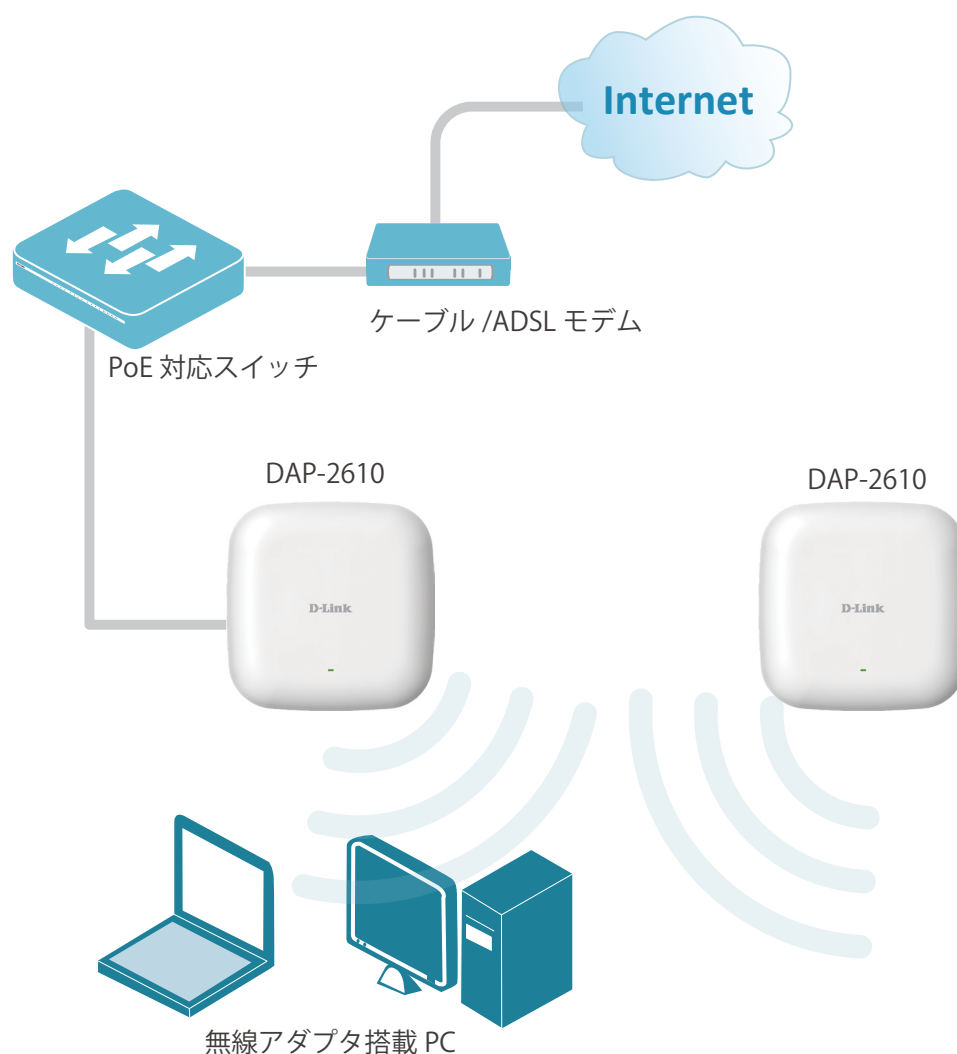 Internet
ケーブル /ADSL モデム
PoE 対応スイッチ
DAP-2610
DAP-2610
D-Link
D-Link
無線アダプタ搭載 PC